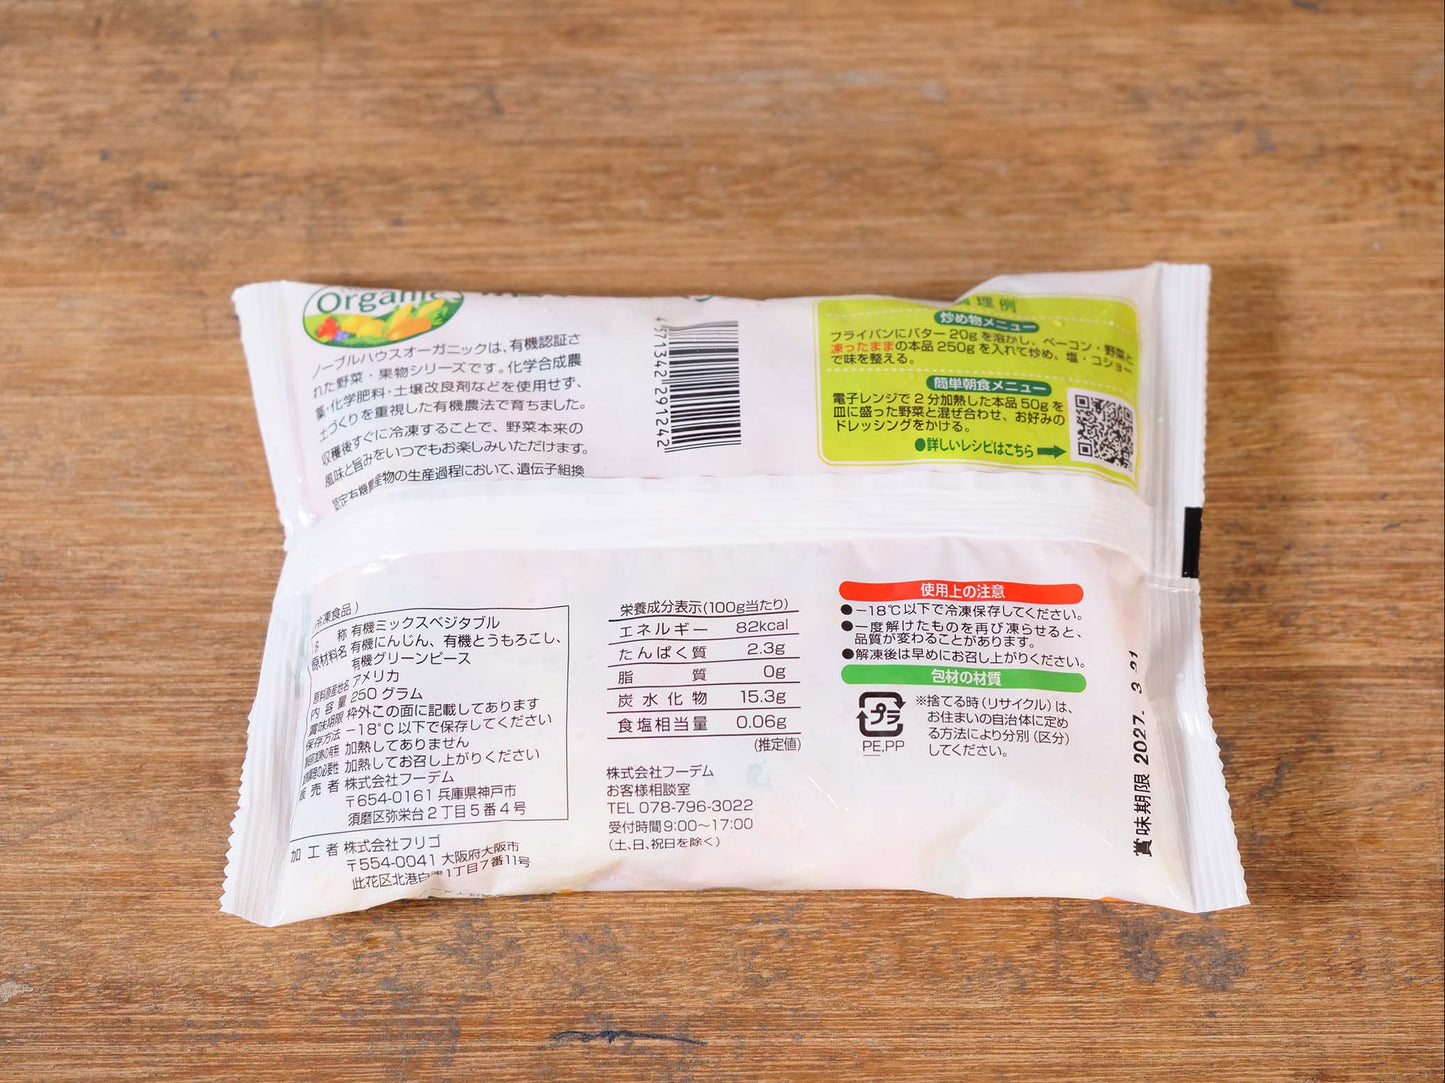 Organic
ノーブルハウスオーガニックは、有機認証さ
れた野菜・果物シリーズです。化学合成農
薬・化学肥料・土壌改良剤などを使用せず、
土づくりを重視した有機農法で育ちました。
収穫後すぐに冷凍することで、野菜本来の
風味と旨みをいつでもお楽しみいただけます。
産物の生産過程において、遺伝子組換
4571342291242
調理例
炒め物メニュー
フライパンにバター20gを溶かし、ベーコン・野菜と
凍ったままの本品250gを入れて炒め、塩・コショー
で味を整える。
簡単朝食メニュー
電子レンジで2分加熱した本品50gを
皿に盛った野菜と混ぜ合わせ、お好みの
ドレッシングをかける。
●詳しいレシピはこちら
冷凍食品)
称 有機ミックスベジタブル
原材料名 有機にんじん、有機とうもろこし、
有機グリーンピース
原料原産地名 アメリカ
内容量 250グラム
賞味期限 枠外この面に記載してあります
保存方法 −18℃以下で保存してください
加熱してありません
加熱してお召し上がりください
販売者 株式会社フーデム
〒654-0161 兵庫県神戸市
須磨区弥栄台2丁目5番4号
加工者 株式会社フリゴ
〒554-0041 大阪府大阪市
此花区北港白津1丁目7番11号
栄養成分表示(100g当たり)
エネルギー 82kcal
たんぱく質 2.3g
脂質 0g
炭水化物 15.3g
食塩相当量 0.06g
(推定値)
株式会社フーデム
お客様相談室
TEL 078-796-3022
受付時間9:00〜17:00
(土、日、祝日を除く)
使用上の注意
●−18℃以下で冷凍保存してください。
●一度解けたものを再び凍らせると、
品質が変わることがあります。
●解凍後は早めにお召し上がりください。
包材の材質
プラ
PE,PP
※捨てる時(リサイクル)は、
お住まいの自治体に定め
る方法により分別(区分)
してください。
賞味期限 2027. 3.31